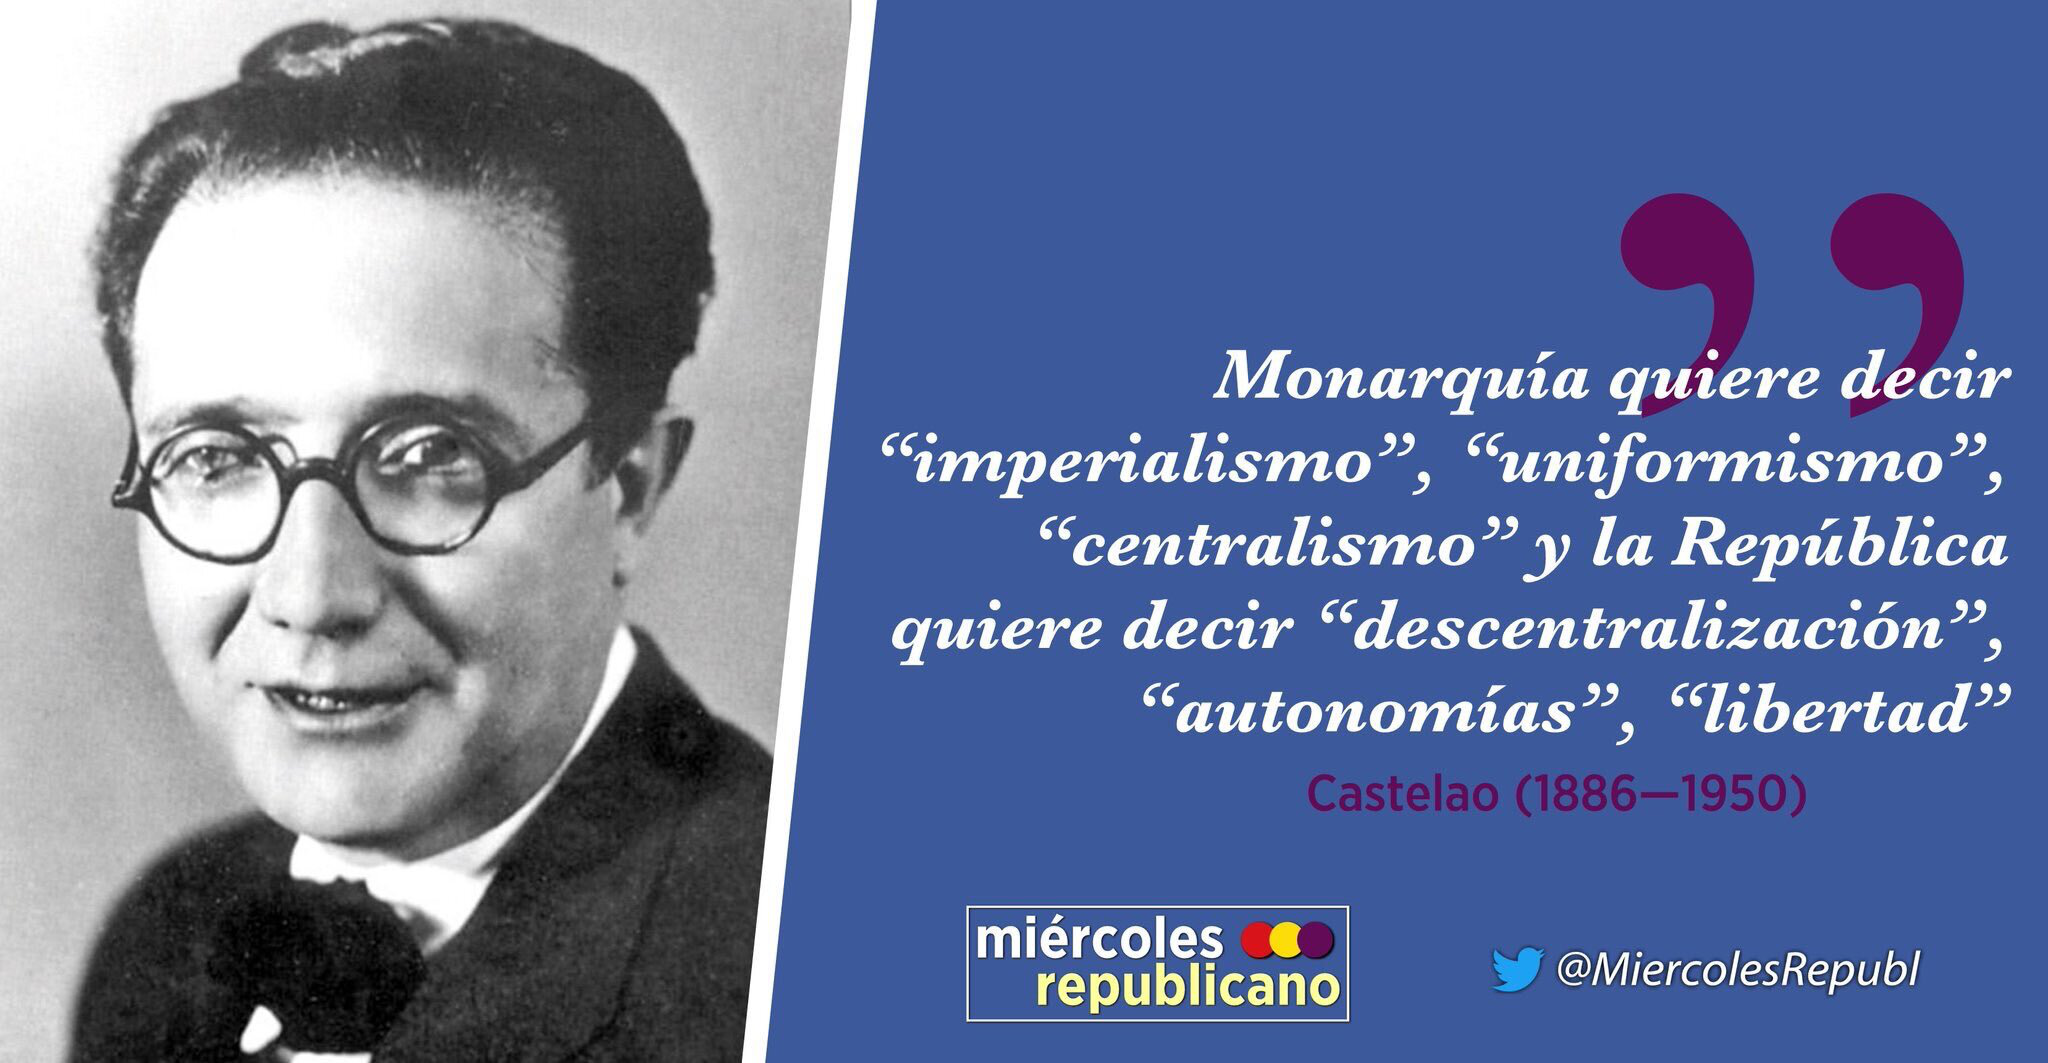 Monarquía quiere decir
“imperialismo”, “uniformismo”,
“centralismo” y la República
quiere decir “descentralización”,
“autonomías”, “libertad”
Castelao (1886—1950)
miércoles
republicano
@MiercolesRepubl